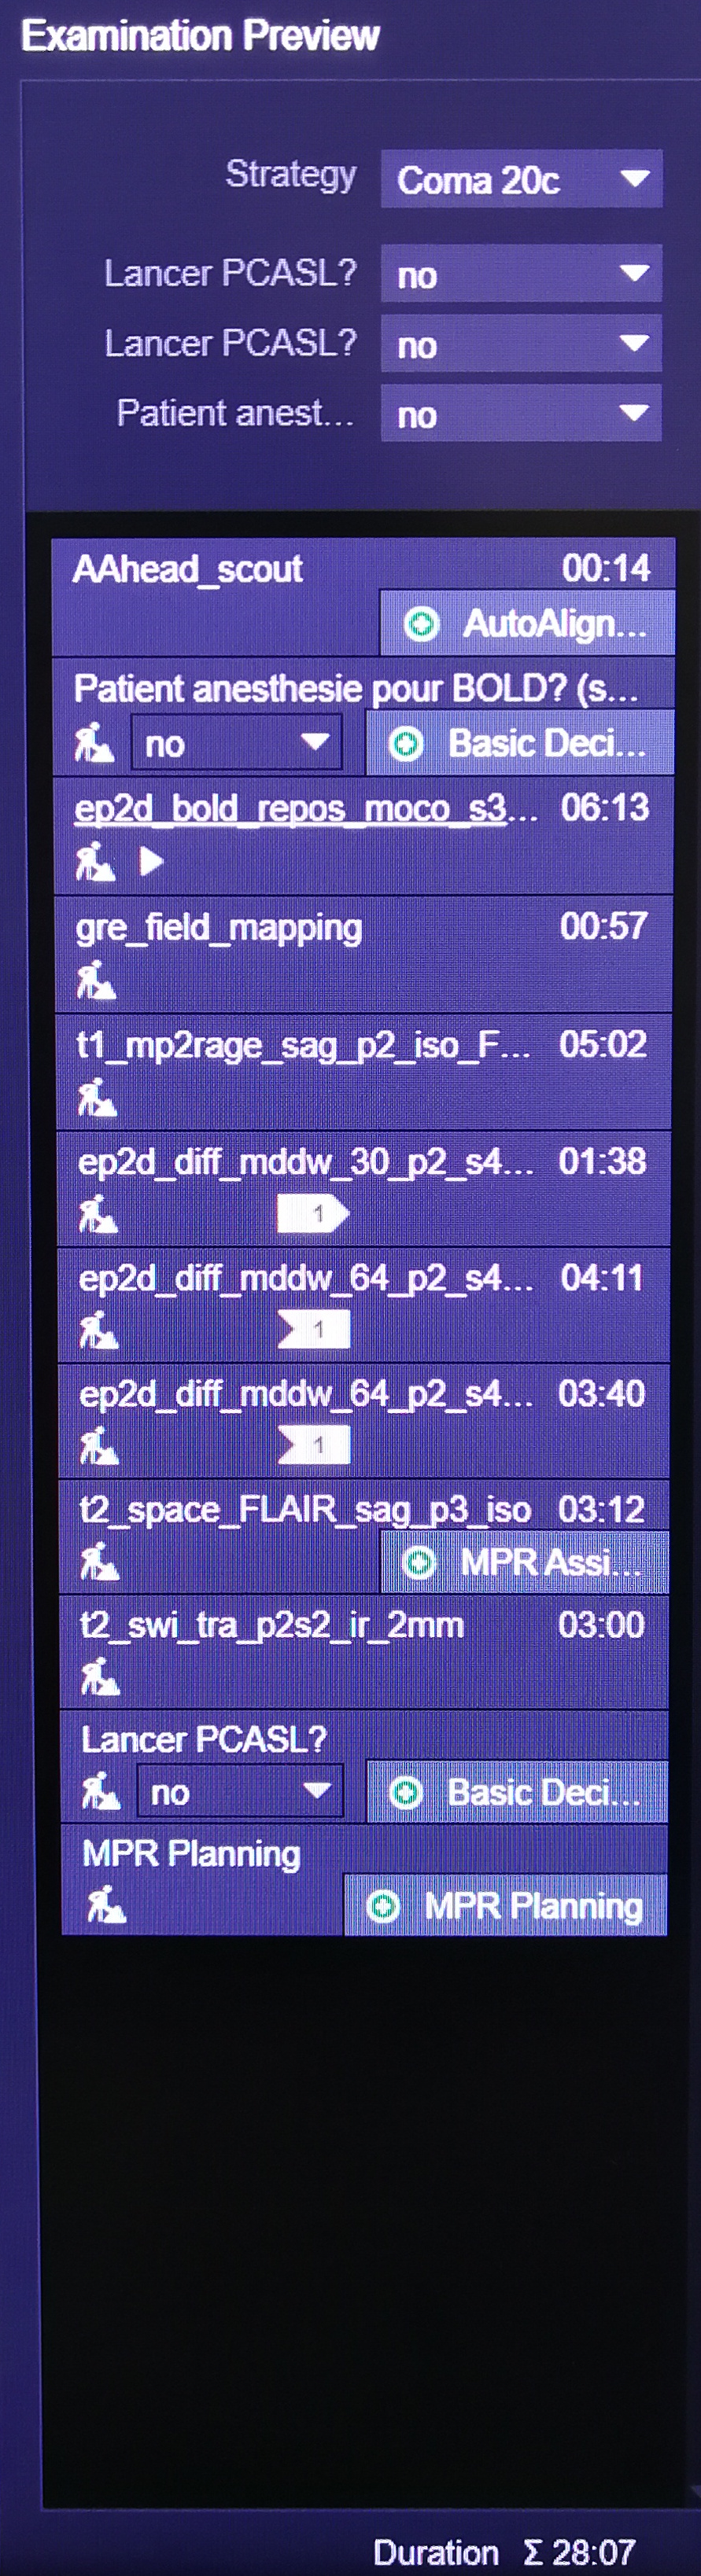 Examination Preview
Strategy Coma 20c
Lancer PCASL? no
Lancer PCASL? no
Patient anest... no
AAhead_scout 00:14
AutoAlign...
Patient anesthesie pour BOLD? (s...
no Basic Deci...
ep2d_bold_repos_moco_s3... 06:13
gre_field_mapping 00:57
t1_mp2rage_sag_p2_iso_F... 05:02
ep2d_diff_mddw_30_p2_s4... 01:38
1
ep2d_diff_mddw_64_p2_s4... 04:11
1
ep2d_diff_mddw_64_p2_s4... 03:40
1
t2_space_FLAIR_sag_p3_iso 03:12
MPR Assi...
t2_swi_tra_p2s2_ir_2mm 03:00
Lancer PCASL?
no Basic Deci...
MPR Planning
MPR Planning
Duration Σ 28:07